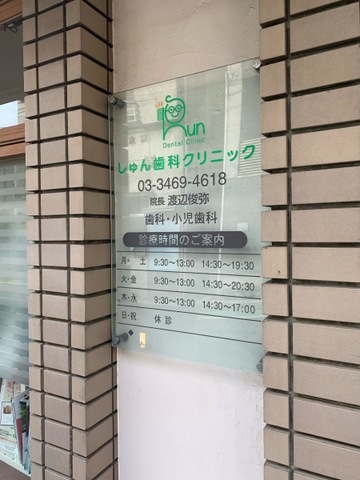 Shun
Dental Clinic
しゅん歯科クリニック
03-3469-4618
院長 渡辺俊弥
歯科・小児歯科
診療時間のご案内
月・土 9:30～13:00 14:30～19:30
火・金 9:30～13:00 14:30～20:30
木・水 9:30～13:00 14:30～17:00
日・祝 休診